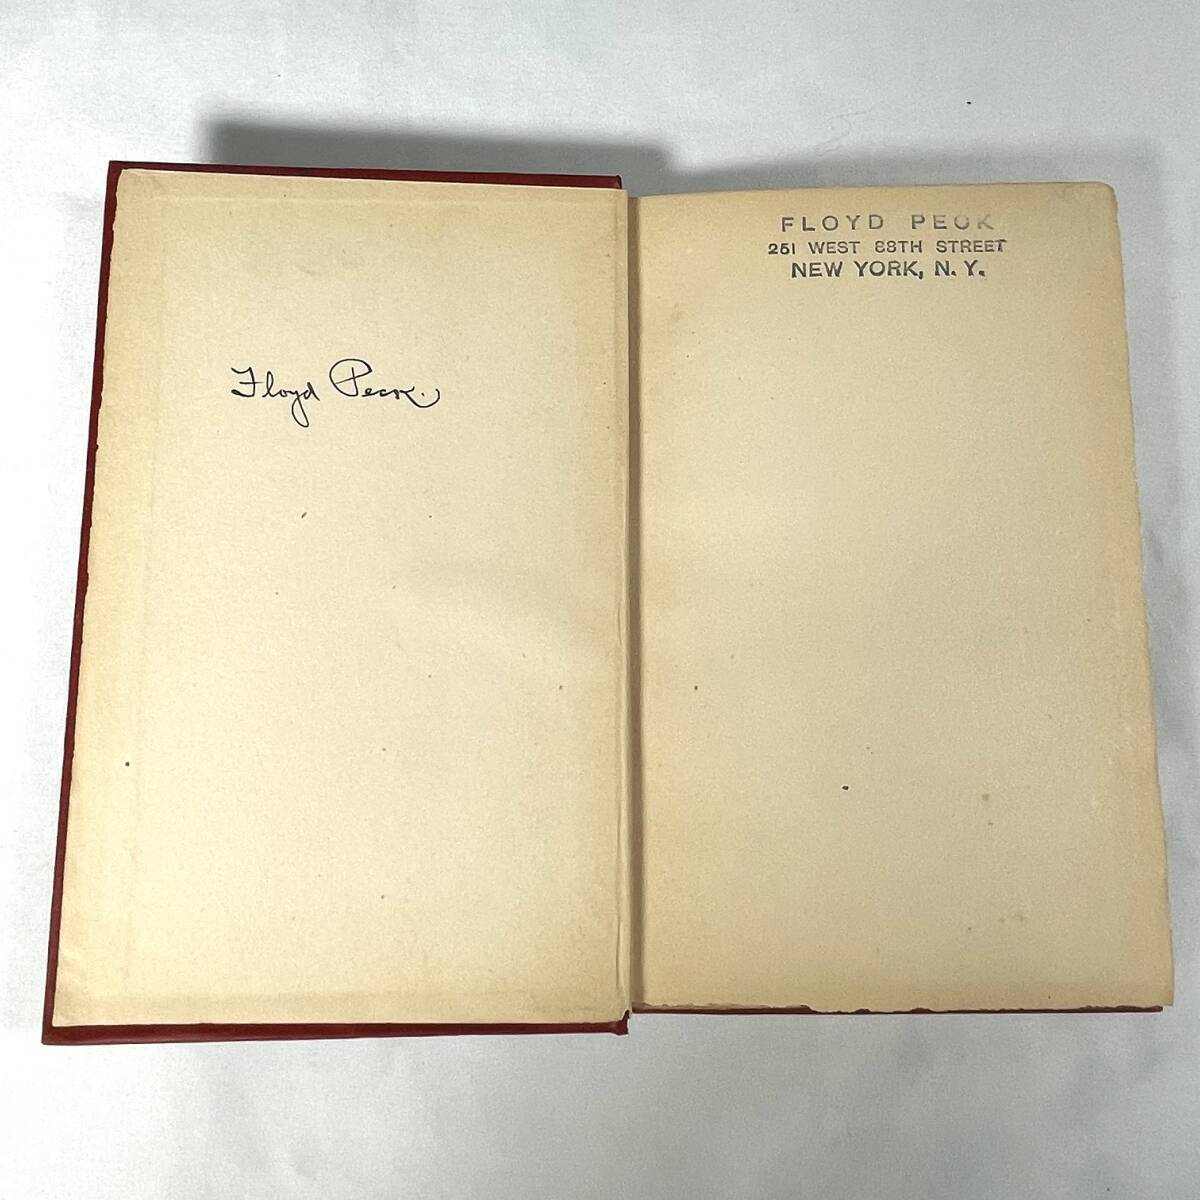 Floyd Peck.
FLOYD PECK
251 WEST 88TH STREET
NEW YORK, N.Y.